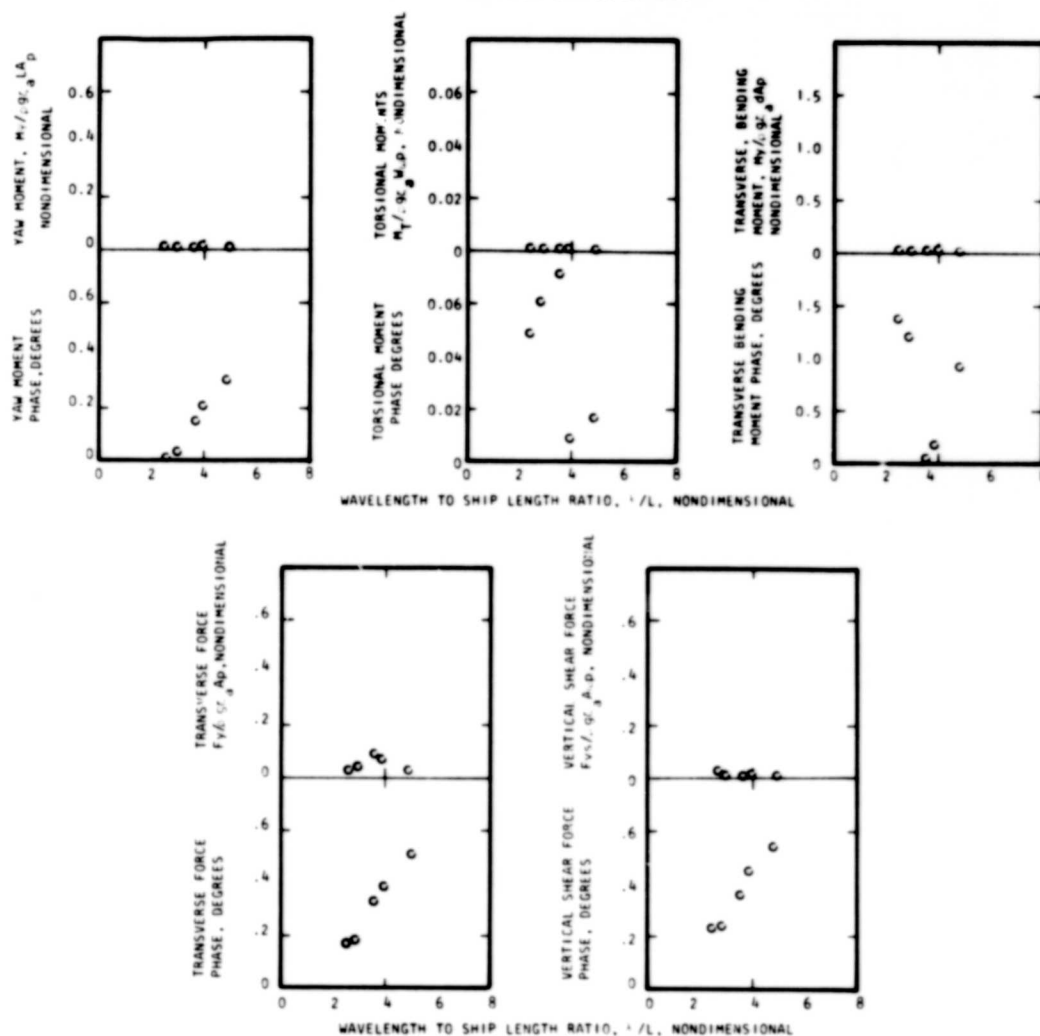 YAW MOMENT,
NONDIMENSIONAL
0.6
0.4
0.2
0
YAW MOMENT
PHASE, DEGREES
0.6
0.4
0.2
0
0 2 4 6 8
TORSIONAL MOMENTS
NONDIMENSIONAL
0.06
0.04
0.02
0
TORSIONAL MOMENT
PHASE DEGREES
0.06
0.04
0.02
0
0 2 4 6 8
TRANSVERSE, BENDING
MOMENT,
NONDIMENSIONAL
1.5
1.0
0.5
0
TRANSVERSE BENDING
MOMENT PHASE, DEGREES
1.5
1.0
0.5
0
0 2 4 6 8
WAVELENGTH TO SHIP LENGTH RATIO, /L, NONDIMENSIONAL
TRANSVERSE FORCE
NONDIMENSIONAL
.6
.4
.2
0
TRANSVERSE FORCE
PHASE, DEGREES
.6
.4
.2
0
0 2 4 6 8
VERTICAL SHEAR FORCE
NONDIMENSIONAL
.6
.4
.2
0
VERTICAL SHEAR FORCE
PHASE, DEGREES
.6
.4
.2
0
0 2 4 6 8
WAVELENGTH TO SHIP LENGTH RATIO, /L, NONDIMENSIONAL